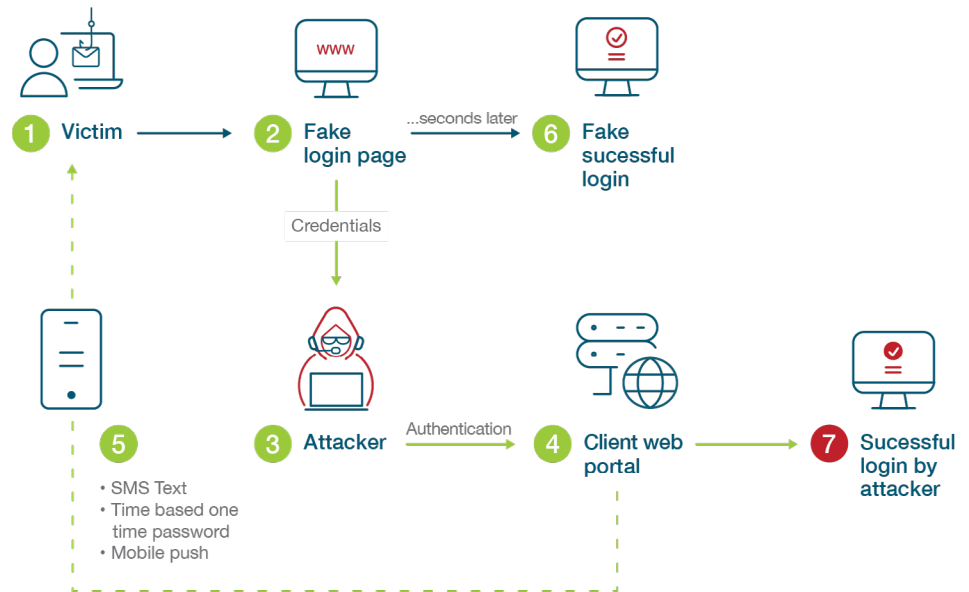 www
1 Victim
2 Fake
login page
...seconds later
6 Fake
sucessful
login
Credentials
5
• SMS Text
• Time based one
time password
• Mobile push
3 Attacker
Authentication
4 Client web
portal
7 Sucessful
login by
attacker